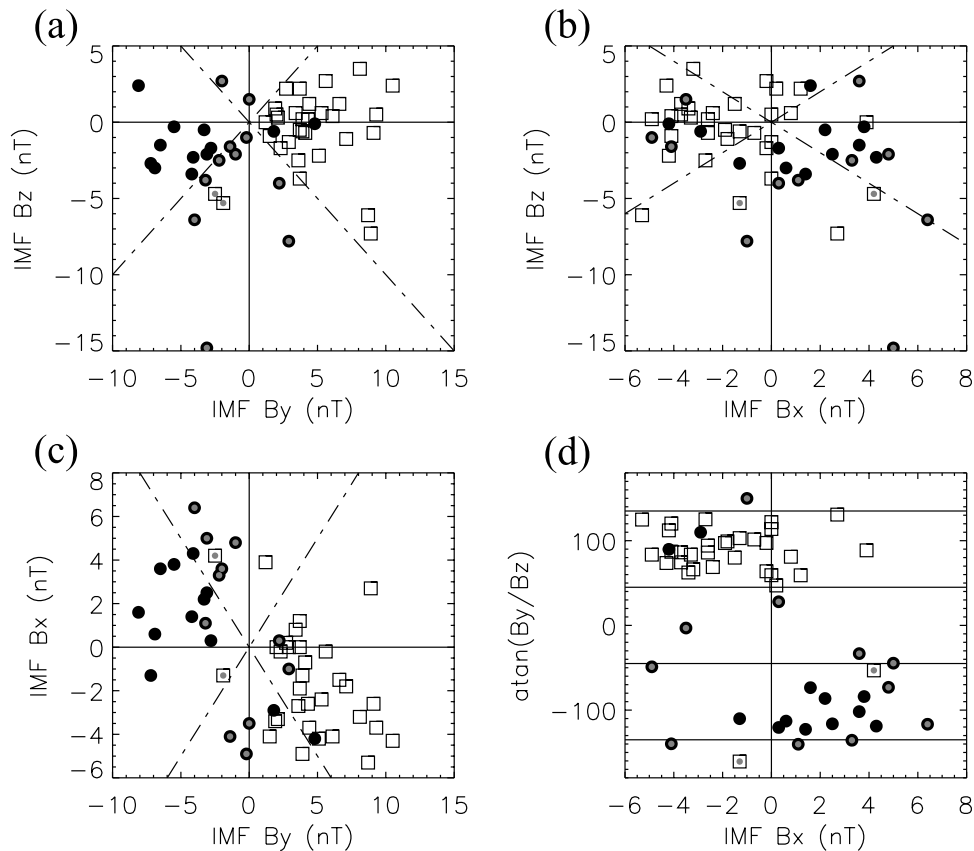 (a)
5
0
−5
−10
−15
IMF Bz (nT)
−10 −5 0 5 10 15
IMF By (nT)
(b)
5
0
−5
−10
−15
IMF Bz (nT)
−6 −4 −2 0 2 4 6 8
IMF Bx (nT)
(c)
8
6
4
2
0
−2
−4
−6
IMF Bx (nT)
−10 −5 0 5 10 15
IMF By (nT)
(d)
100
0
−100
atan(By/Bz)
−6 −4 −2 0 2 4 6 8
IMF Bx (nT)